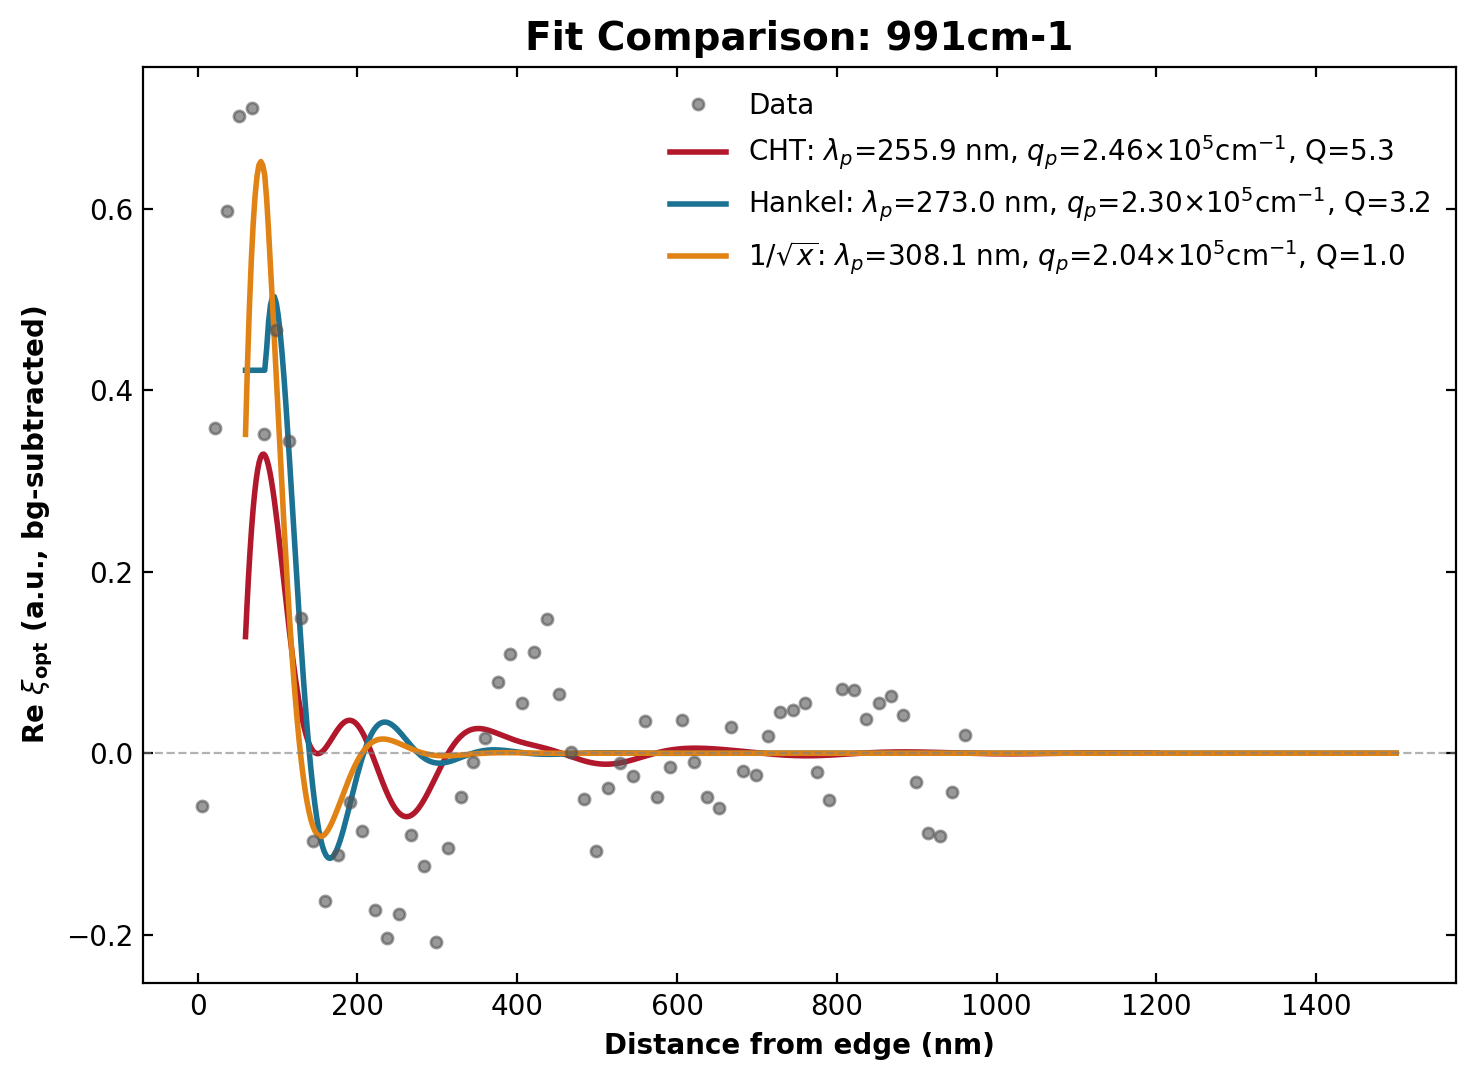 Fit Comparison: 991cm-1
Data
CHT: λₚ=255.9 nm, qₚ=2.46×10⁵cm⁻¹, Q=5.3
Hankel: λₚ=273.0 nm, qₚ=2.30×10⁵cm⁻¹, Q=3.2
1/√x: λₚ=308.1 nm, qₚ=2.04×10⁵cm⁻¹, Q=1.0
Re ξopt (a.u., bg-subtracted)
0.6
0.4
0.2
0.0
−0.2
0 200 400 600 800 1000 1200 1400
Distance from edge (nm)